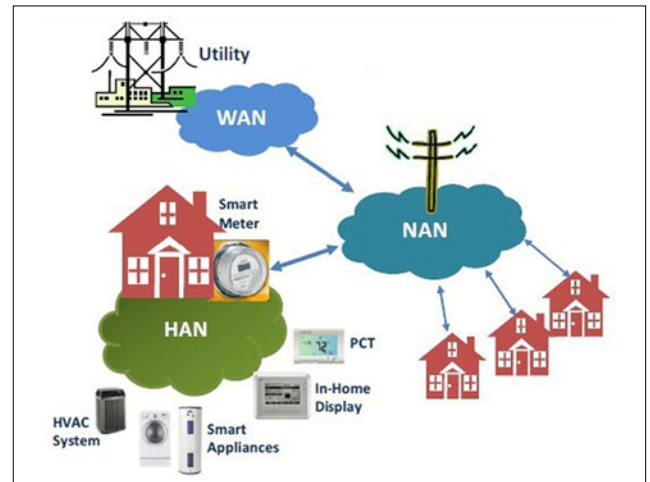 Utility
WAN
Smart
Meter
NAN
HAN
PCT
In-Home
Display
HVAC
System
Smart
Appliances